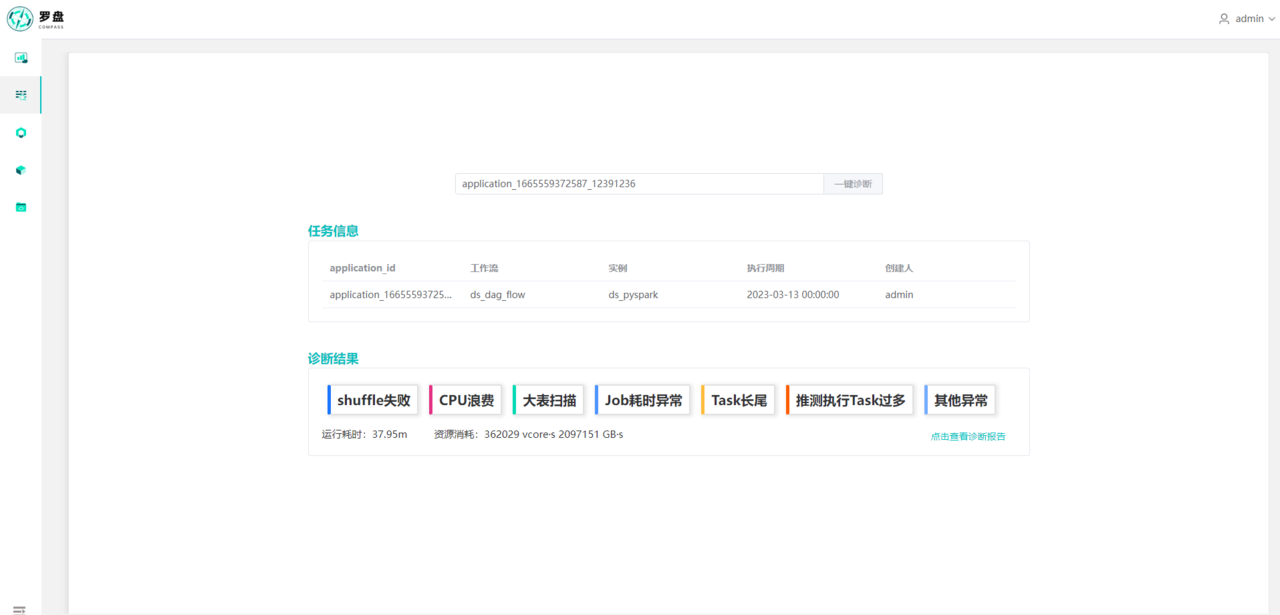 罗盘
COMPASS
admin
application_1665559372587_12391236 一键诊断
任务信息
application_id 工作流 实例 执行周期 创建人
application_16655593725... ds_dag_flow ds_pyspark 2023-03-13 00:00:00 admin
诊断结果
shuffle失败 CPU浪费 大表扫描 Job耗时异常 Task长尾 推测执行Task过多 其他异常
运行耗时：37.95m 资源消耗：362029 vcore·s 2097151 GB·s 点击查看诊断报告